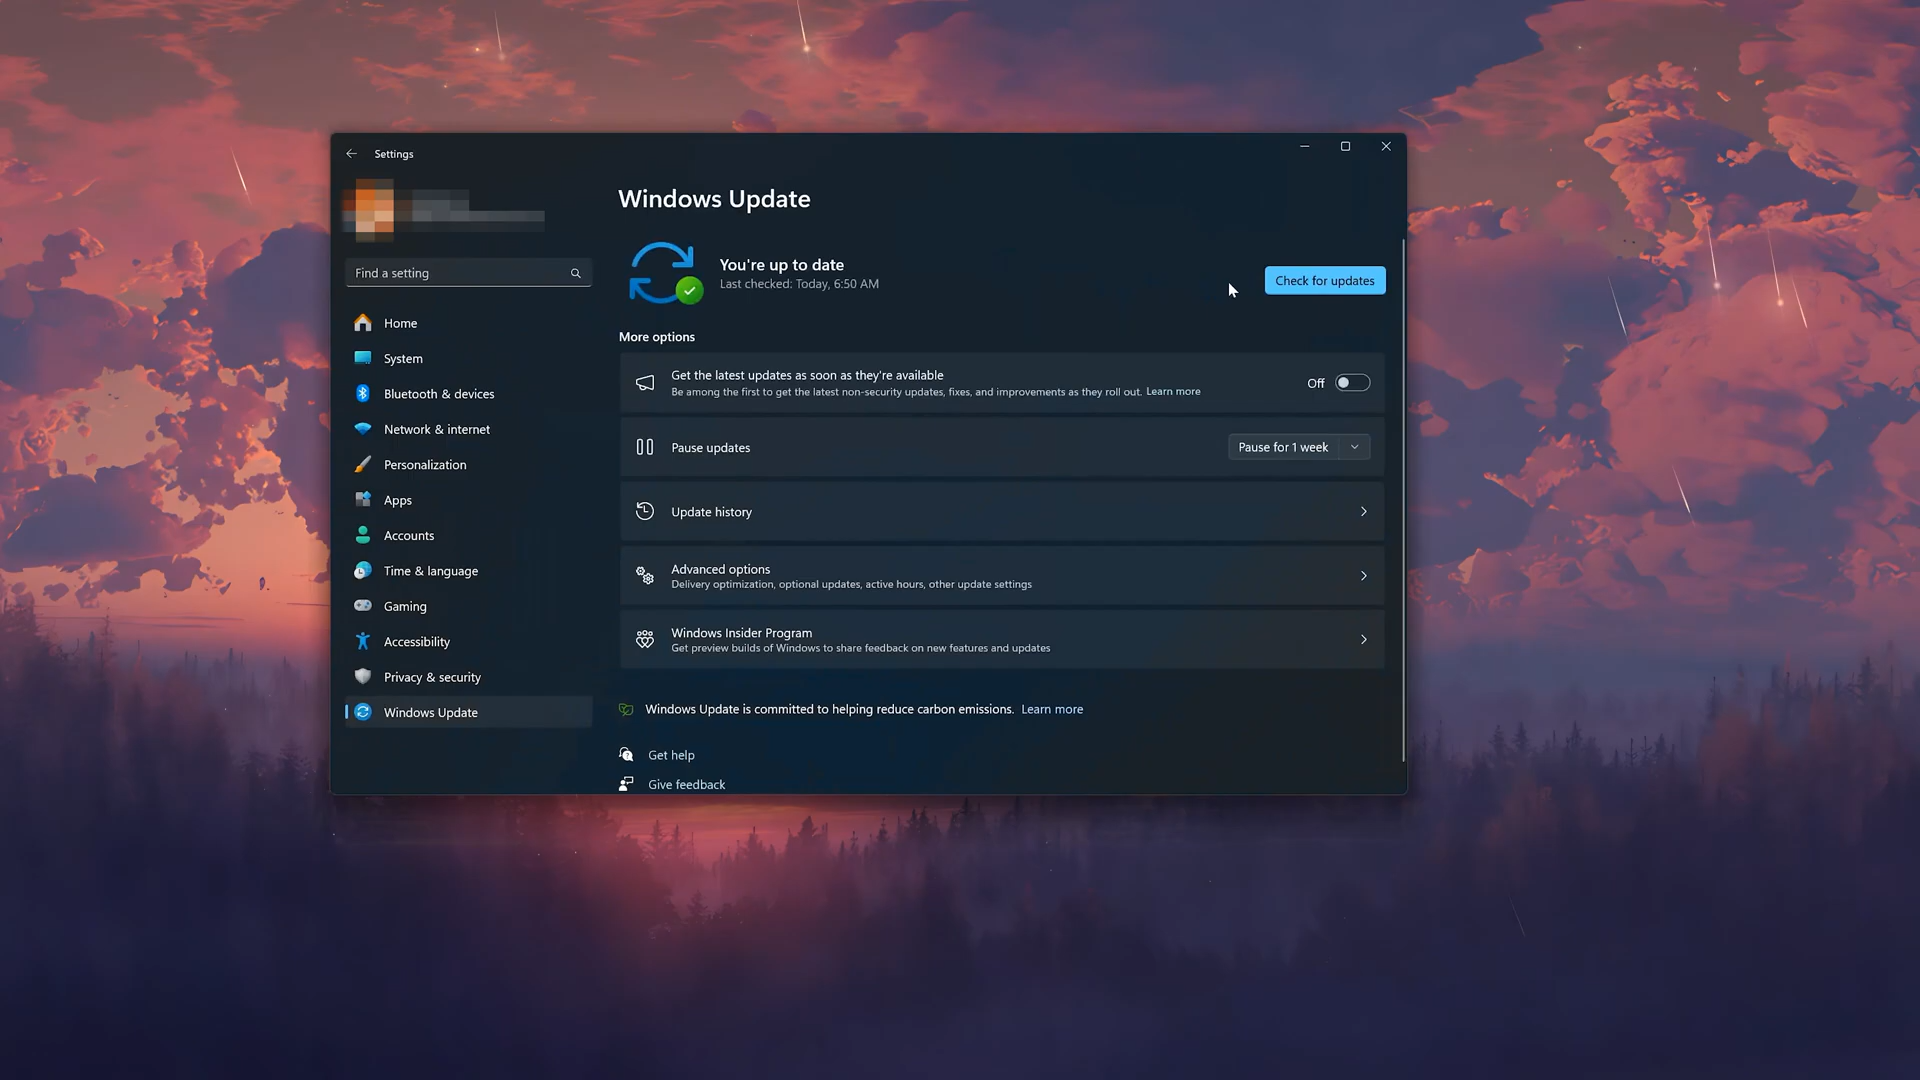 Settings
Find a setting
Home
System
Bluetooth & devices
Network & internet
Personalization
Apps
Accounts
Time & language
Gaming
Accessibility
Privacy & security
Windows Update
Windows Update
You're up to date
Last checked: Today, 6:50 AM
Check for updates
More options
Get the latest updates as soon as they're available
Be among the first to get the latest non-security updates, fixes, and improvements as they roll out. Learn more
Off
Pause updates
Pause for 1 week
Update history
Advanced options
Delivery optimization, optional updates, active hours, other update settings
Windows Insider Program
Get preview builds of Windows to share feedback on new features and updates
Windows Update is committed to helping reduce carbon emissions. Learn more
Get help
Give feedback